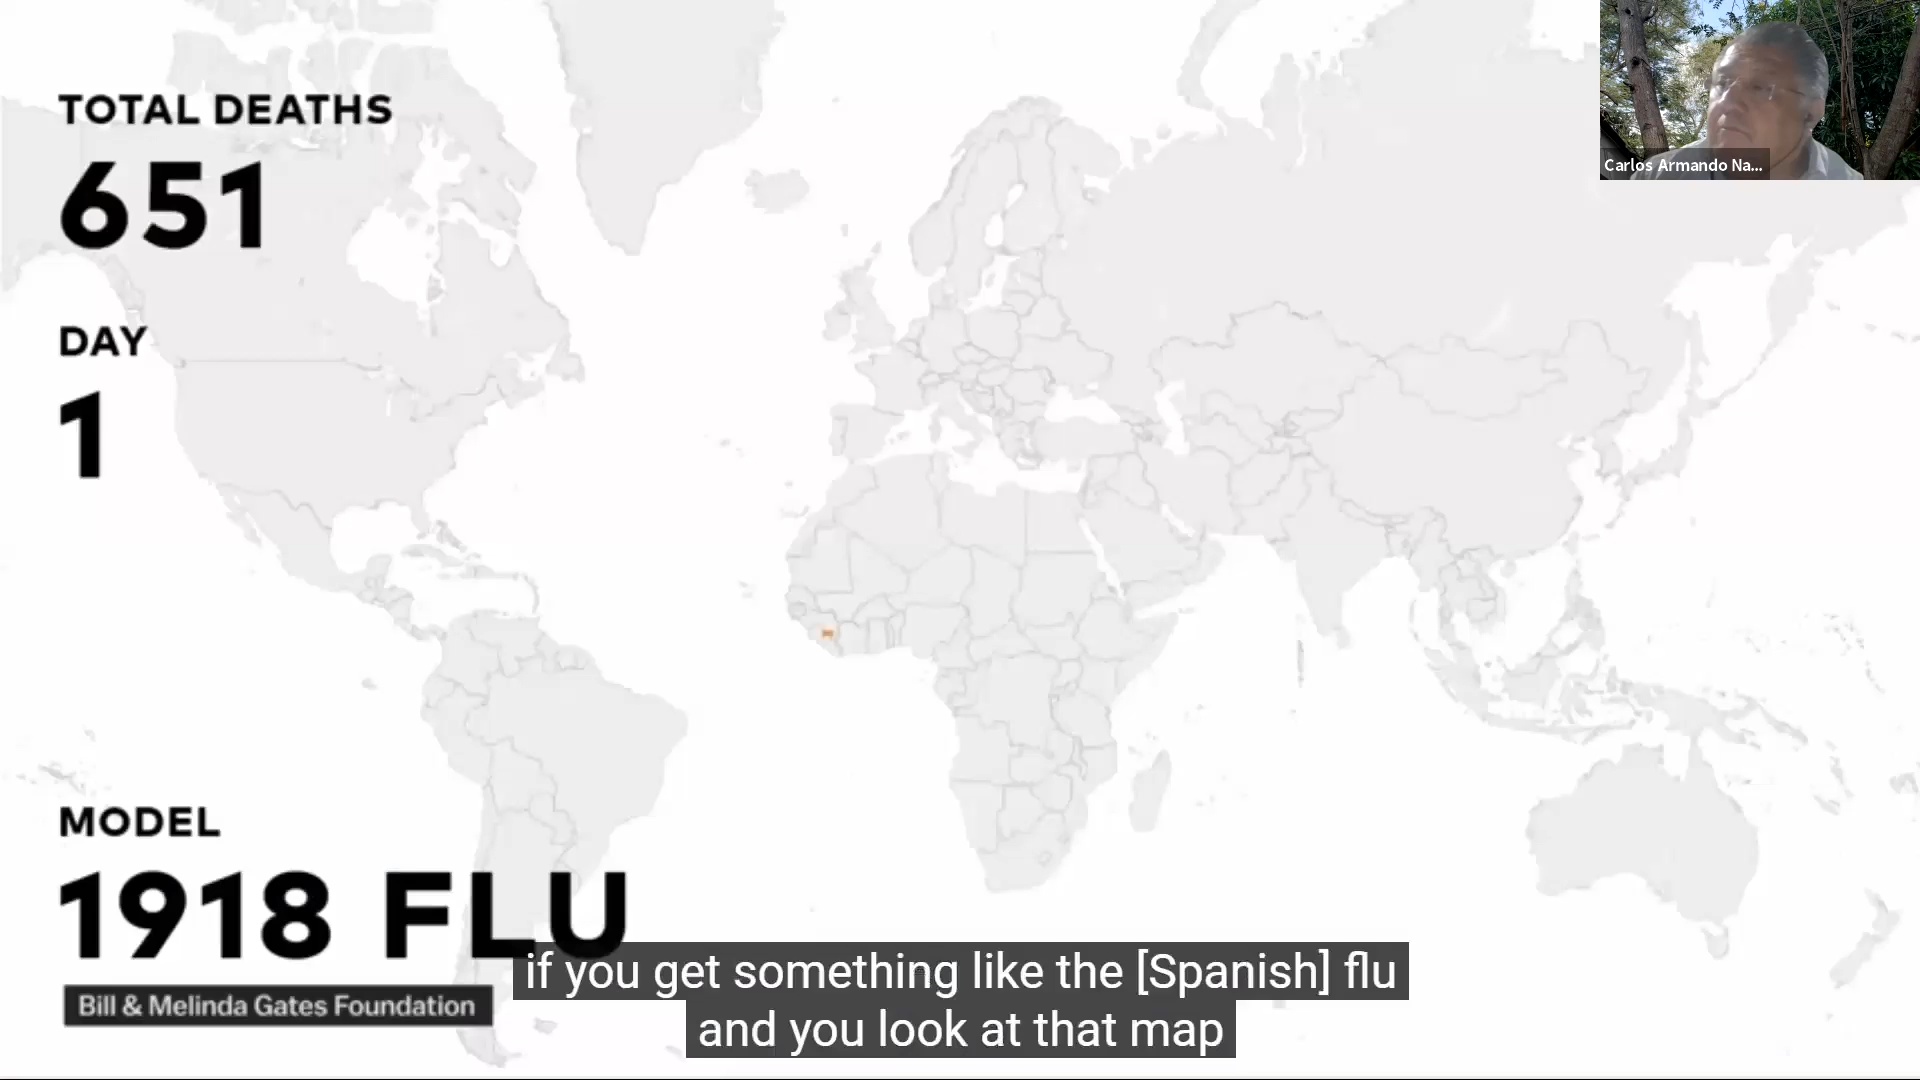 TOTAL DEATHS
651
DAY
1
MODEL
1918 FLU
Bill & Melinda Gates Foundation
Carlos Armando Na...
if you get something like the [Spanish] flu
and you look at that map